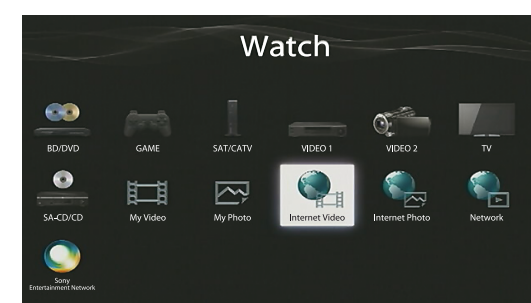 Watch
BD/DVD
GAME
SAT/CATV
VIDEO 1
VIDEO 2
TV
SA-CD/CD
My Video
My Photo
Internet Video
Internet Photo
Network
Sony
Entertainment Network